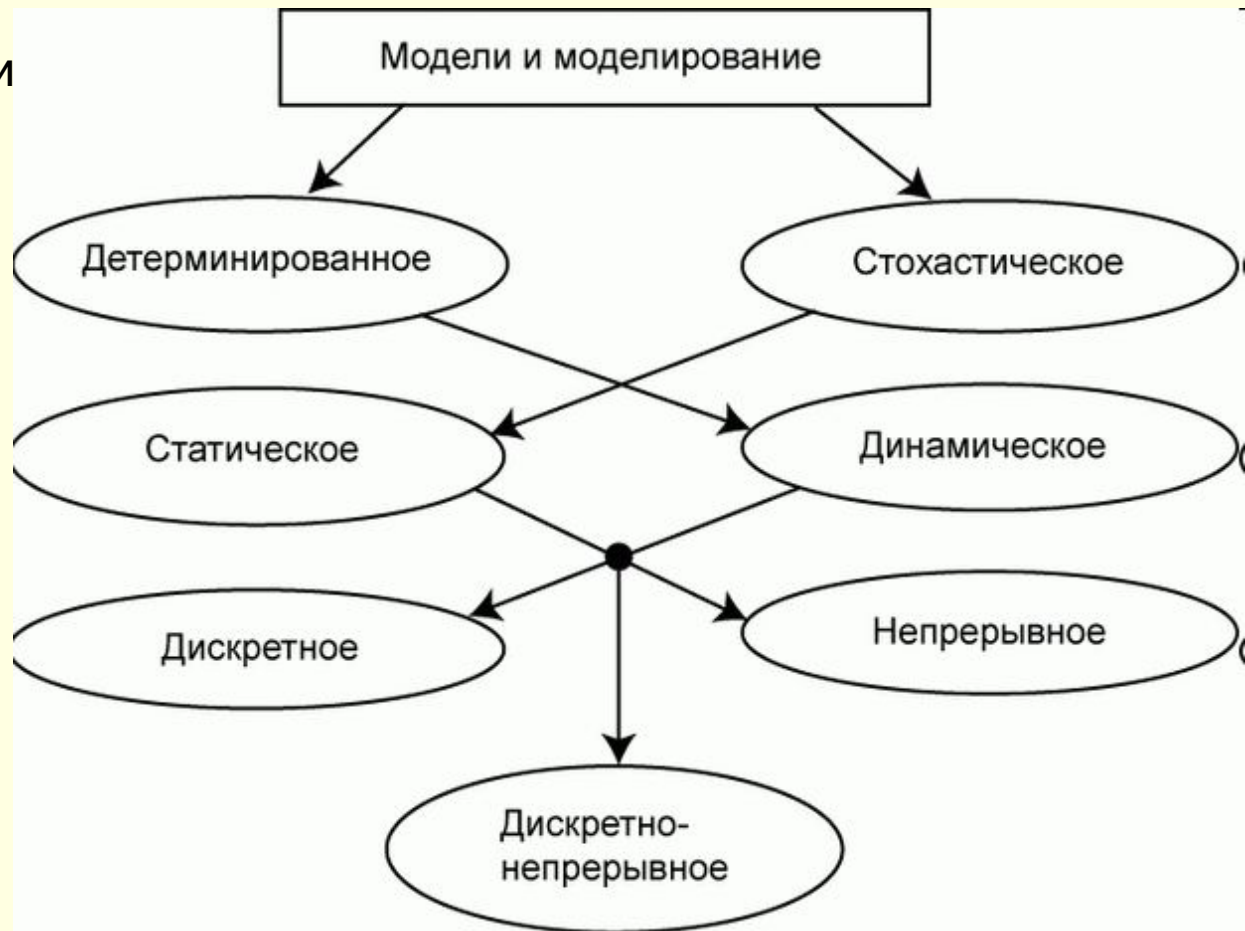 и
Модели и моделирование
Детерминированное
Стохастическое
Статическое
Динамическое
Дискретное
Непрерывное
Дискретно-
непрерывное